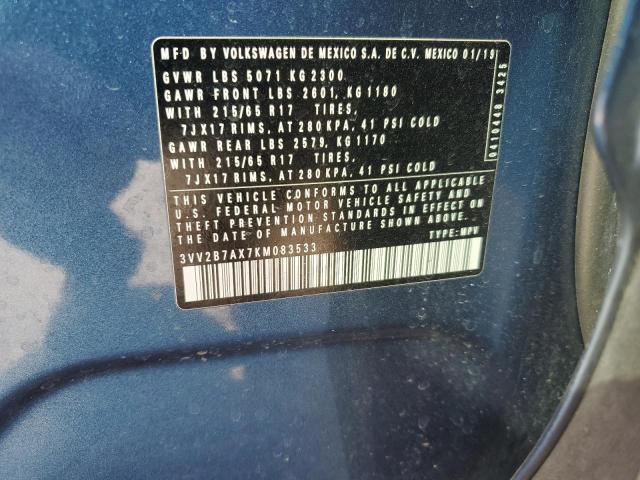 MFD BY VOLKSWAGEN DE MEXICO S.A. DE C.V. MEXICO 01/19
GVWR LBS 5071 KG 2300
GAWR FRONT LBS 2601, KG 1180
WITH 215/65 R17 TIRES,
7JX17 RIMS, AT 280 KPA, 41 PSI COLD
GAWR REAR LBS 2579, KG 1170
WITH 215/65 R17 TIRES,
7JX17 RIMS, AT 280 KPA, 41 PSI COLD
THIS VEHICLE CONFORMS TO ALL APPLICABLE
U.S. FEDERAL MOTOR VEHICLE SAFETY AND
THEFT PREVENTION STANDARDS IN EFFECT ON
THE DATE OF MANUFACTURE SHOWN ABOVE.
3VV2B7AX7KM083533 TYPE: MPV
0410448 3425